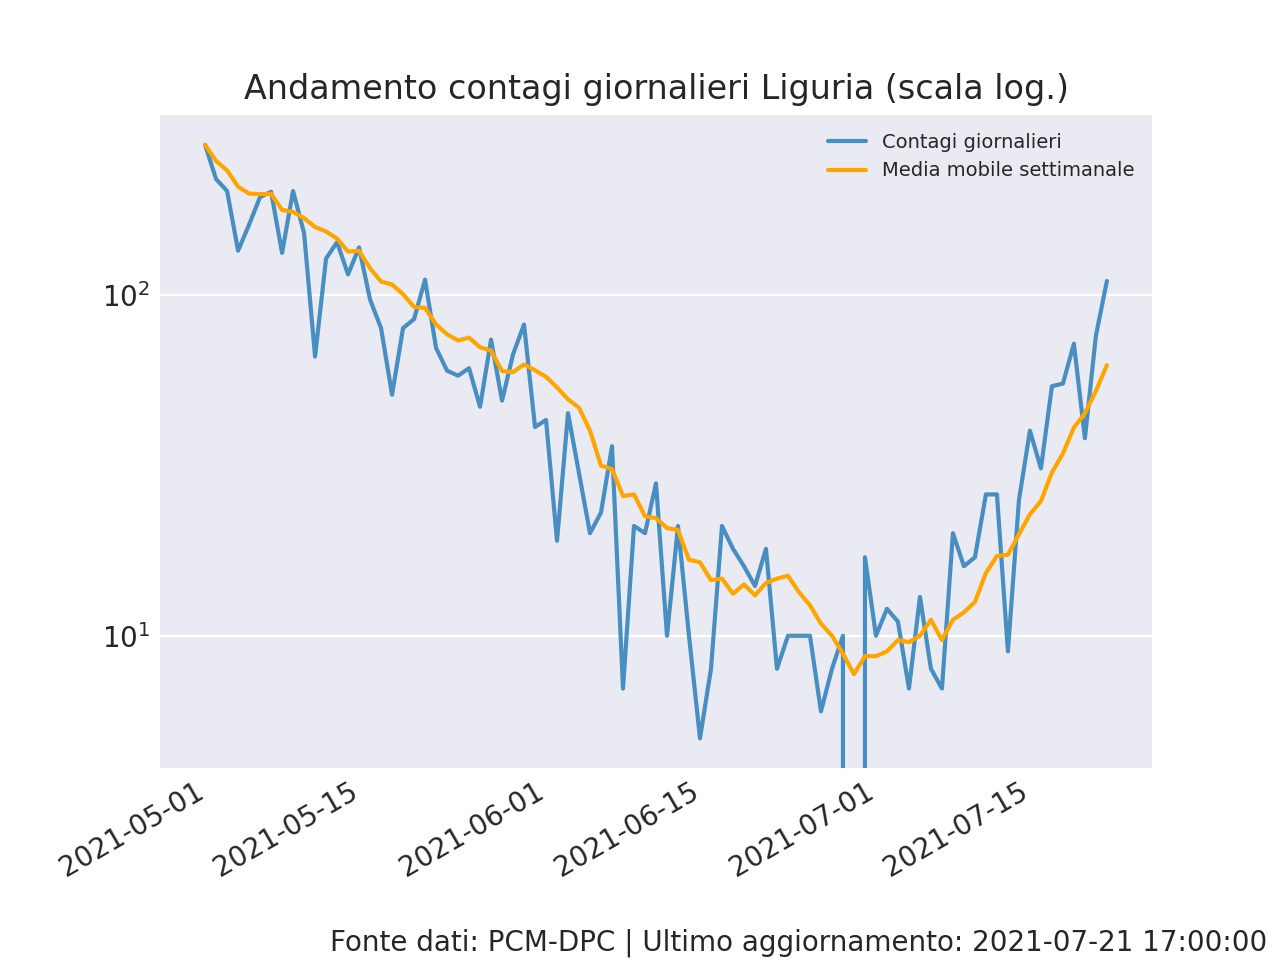 Andamento contagi giornalieri Liguria (scala log.)
Contagi giornalieri
Media mobile settimanale
10²
10¹
2021-05-01
2021-05-15
2021-06-01
2021-06-15
2021-07-01
2021-07-15
Fonte dati: PCM-DPC | Ultimo aggiornamento: 2021-07-21 17:00:00